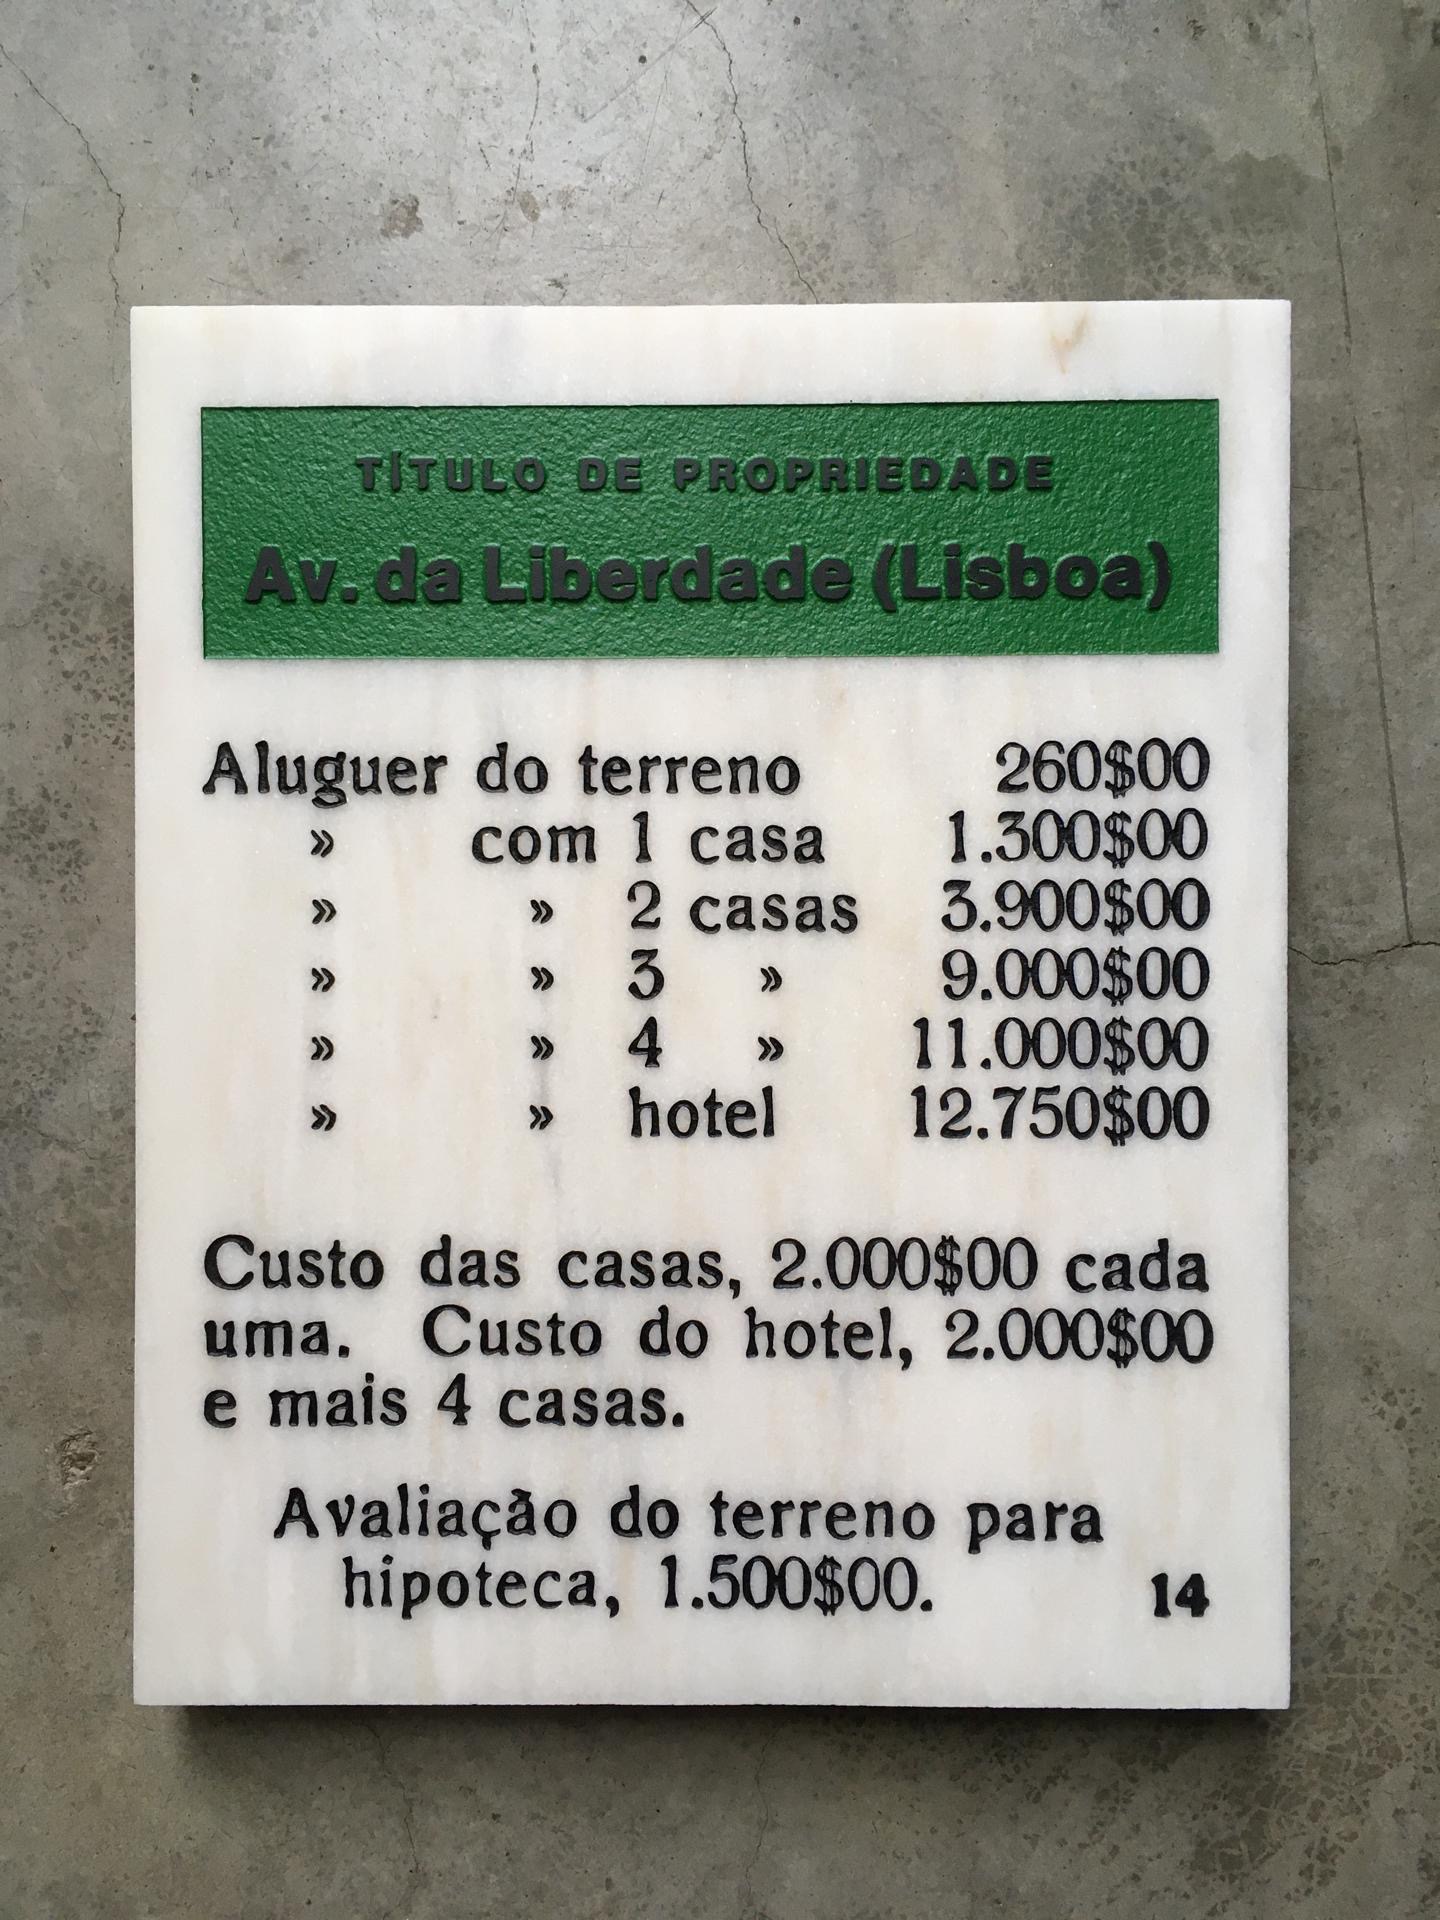 TÍTULO DE PROPRIEDADE
Av. da Liberdade (Lisboa)
Aluguer do terreno 260$00
» com 1 casa 1.300$00
» » 2 casas 3.900$00
» » 3 » 9.000$00
» » 4 » 11.000$00
» » hotel 12.750$00
Custo das casas, 2.000$00 cada
uma. Custo do hotel, 2.000$00
e mais 4 casas.
Avaliação do terreno para
hipoteca, 1.500$00.
14